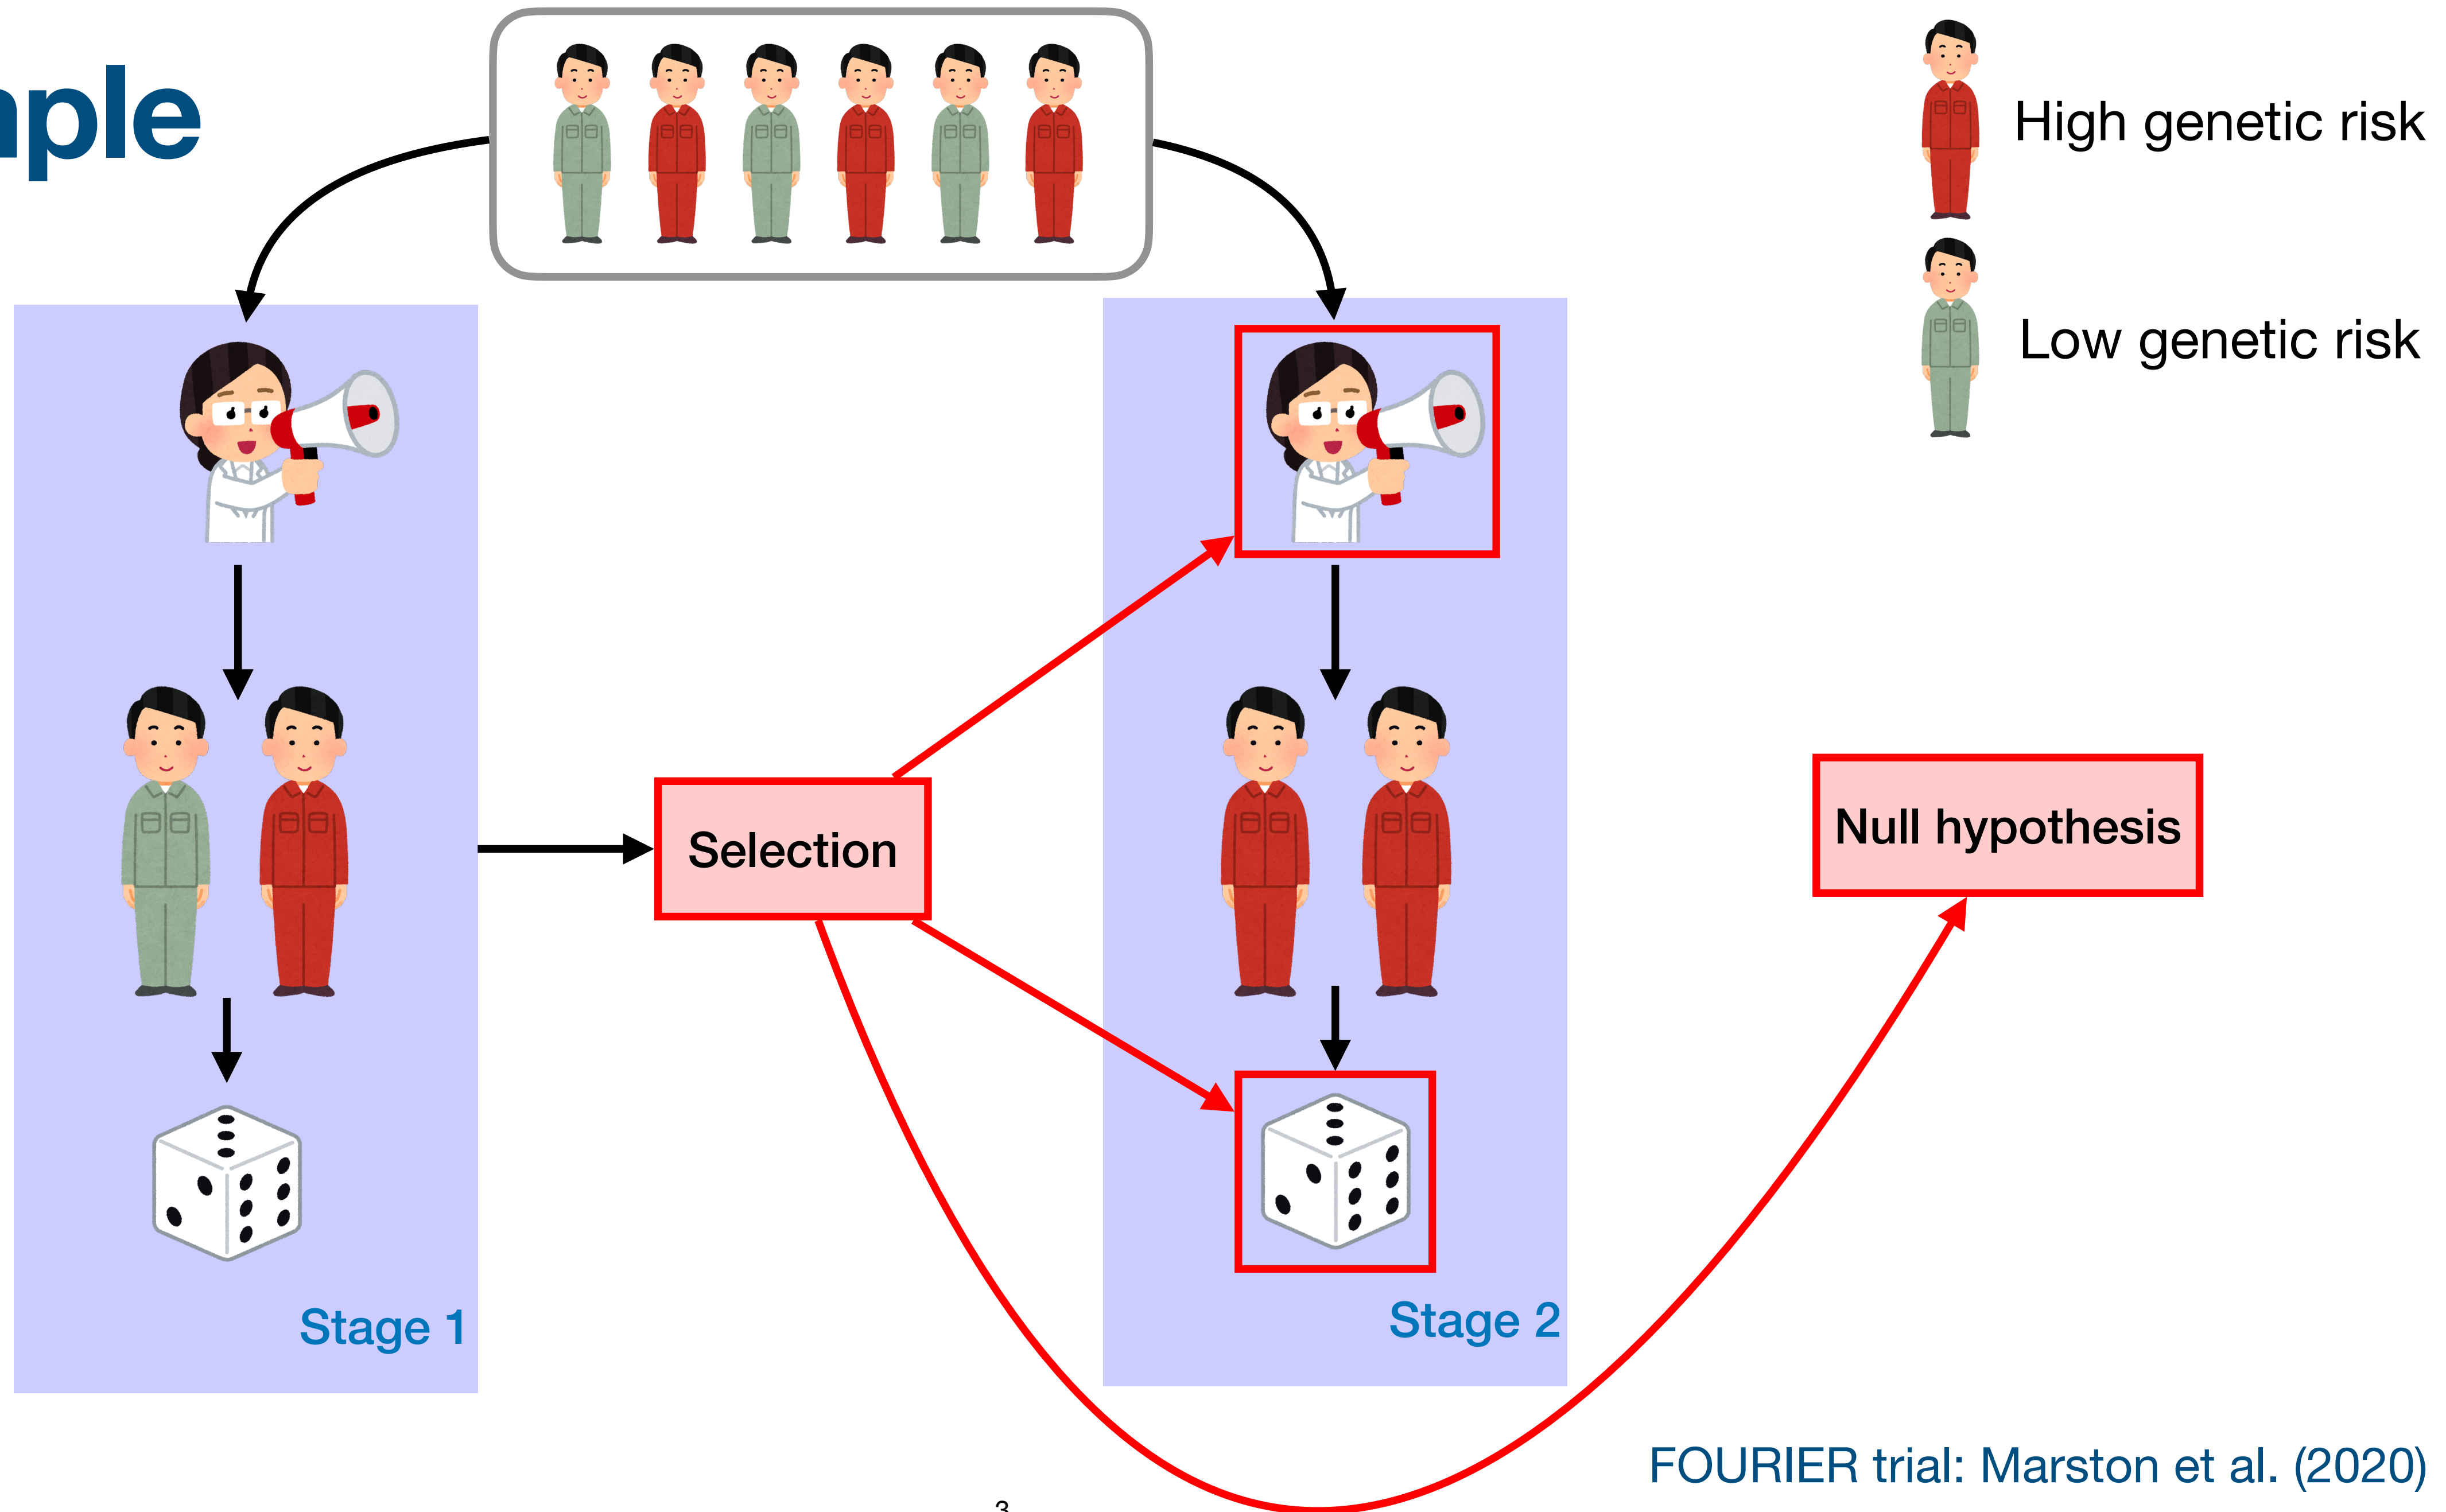 High genetic risk
Low genetic risk
Selection
Null hypothesis
Stage 1
Stage 2
FOURIER trial: Marston et al. (2020)
3